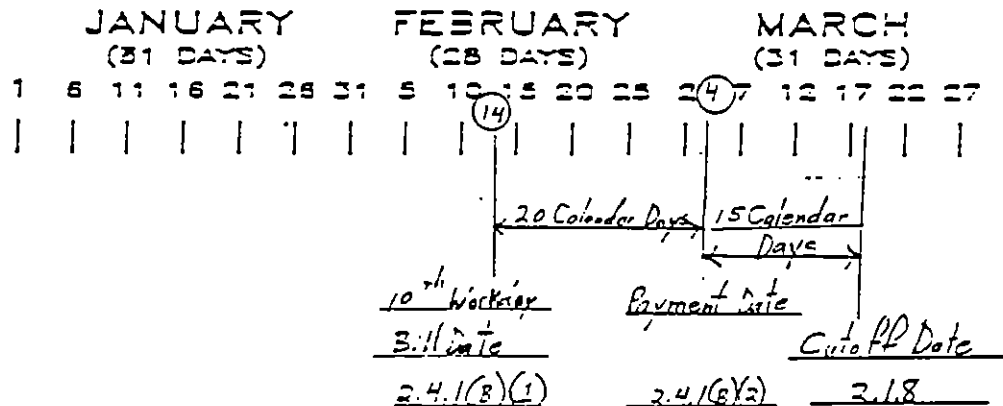 JANUARY FEBRUARY MARCH
(31 DAYS) (28 DAYS) (31 DAYS)
1 6 11 16 21 26 31 5 10 15 20 25 2 7 12 17 22 27
14 4
20 Calendar Days 15 Calendar
Days
10th Workday Payment Date
Bill Date Cutoff Date
2.4.1(B)(1) 2.4.1(B)(2) 2.1.8